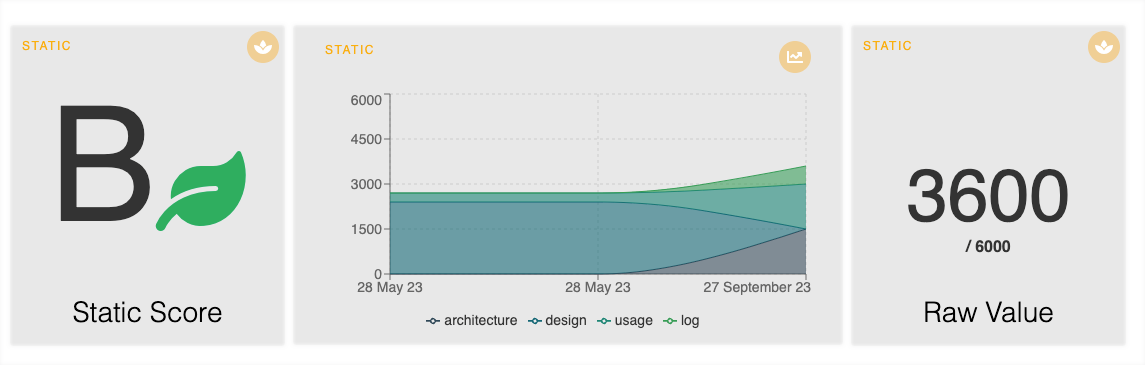 STATIC
B
Static Score
STATIC
6000
4500
3000
1500
0
28 May 23
28 May 23
27 September 23
architecture
design
usage
log
STATIC
3600
/ 6000
Raw Value